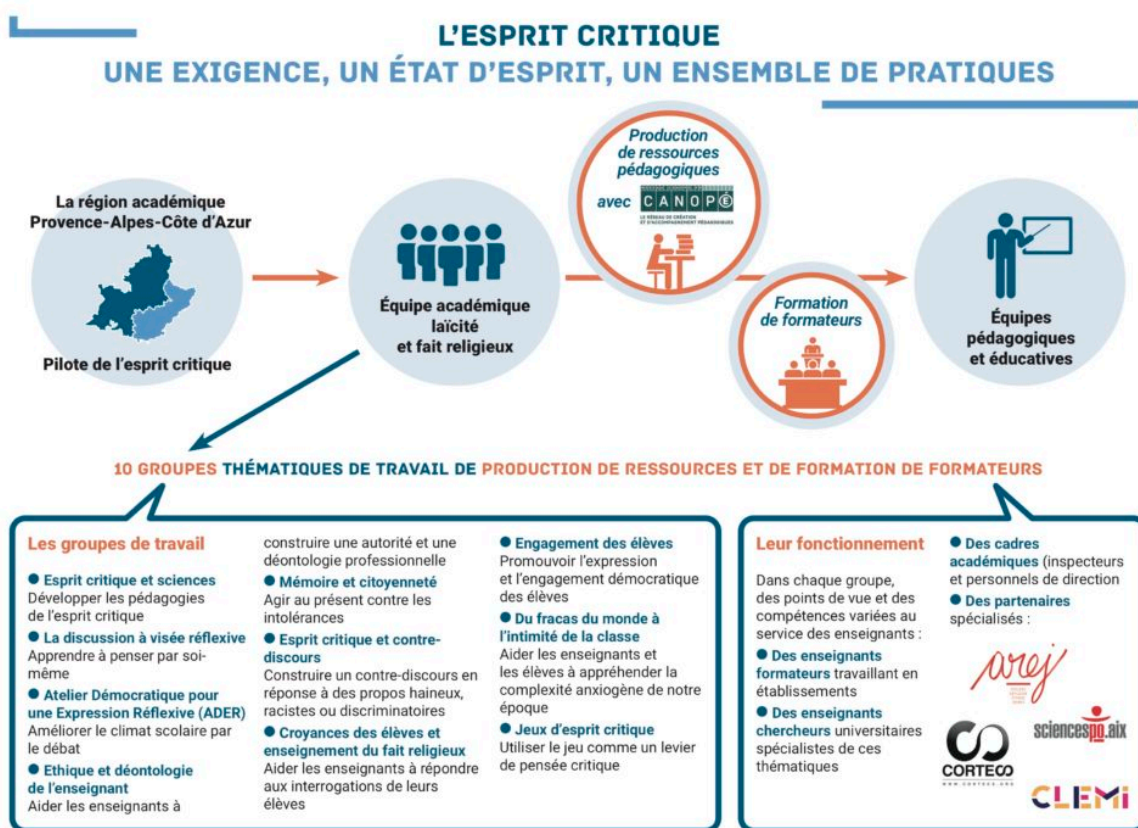 L'ESPRIT CRITIQUE
UNE EXIGENCE, UN ÉTAT D'ESPRIT, UN ENSEMBLE DE PRATIQUES
La région académique
Provence-Alpes-Côte d'Azur
Pilote de l'esprit critique
Équipe académique
laïcité
et fait religieux
Production
de ressources
pédagogiques
avec CANOPÉ
LE RÉSEAU DE CRÉATION
ET D'ACCOMPAGNEMENT PÉDAGOGIQUES
Formation
de formateurs
Équipes
pédagogiques
et éducatives
10 GROUPES THÉMATIQUES DE TRAVAIL DE PRODUCTION DE RESSOURCES ET DE FORMATION DE FORMATEURS
Les groupes de travail
● Esprit critique et sciences
Développer les pédagogies
de l'esprit critique
● La discussion à visée réflexive
Apprendre à penser par soi-
même
● Atelier Démocratique pour
une Expression Réflexive (ADER)
Améliorer le climat scolaire par
le débat
● Ethique et déontologie
de l'enseignant
Aider les enseignants à
construire une autorité et une
déontologie professionnelle
● Mémoire et citoyenneté
Agir au présent contre les
intolérances
● Esprit critique et contre-
discours
Construire un contre-discours en
réponse à des propos haineux,
racistes ou discriminatoires
● Croyances des élèves et
enseignement du fait religieux
Aider les enseignants à répondre
aux interrogations de leurs
élèves
● Engagement des élèves
Promouvoir l'expression
et l'engagement démocratique
des élèves
● Du fracas du monde à
l'intimité de la classe
Aider les enseignants et
les élèves à appréhender la
complexité anxiogène de notre
époque
● Jeux d'esprit critique
Utiliser le jeu comme un levier
de pensée critique
Leur fonctionnement
Dans chaque groupe,
des points de vue et des
compétences variées au
service des enseignants :
● Des enseignants
formateurs travaillant en
établissements
● Des enseignants
chercheurs universitaires
spécialistes de ces
thématiques
● Des cadres
académiques (inspecteurs
et personnels de direction
● Des partenaires
spécialisés :
arej
sciencespo.aix
CORTECS
WWW.CORTECS.ORG
CLEMI